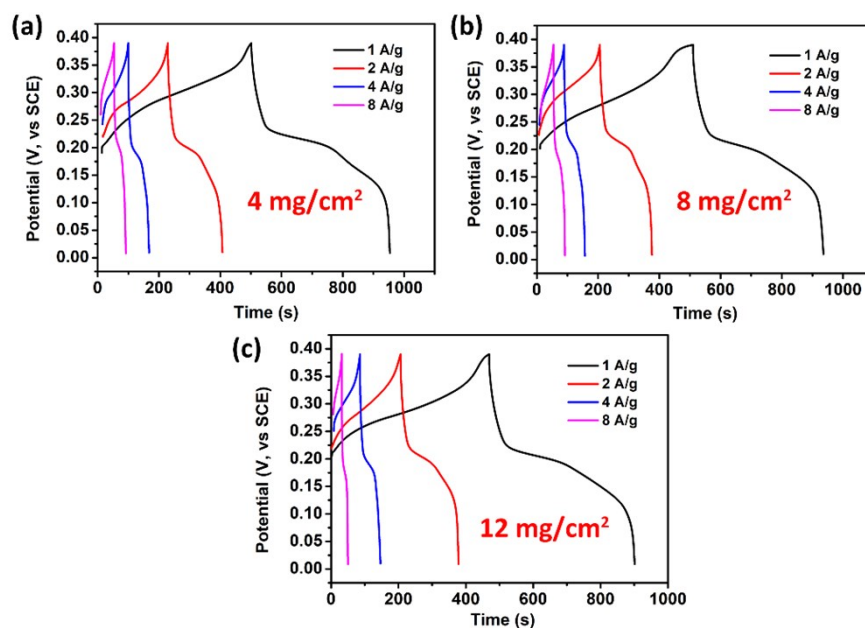 (a)
0.40
0.35
0.30
0.25
0.20
0.15
0.10
0.05
0.00
Potential (V, vs SCE)
1 A/g
2 A/g
4 A/g
8 A/g
4 mg/cm²
0 200 400 600 800 1000
Time (s)
(b)
0.40
0.35
0.30
0.25
0.20
0.15
0.10
0.05
0.00
Potential (V, vs SCE)
1 A/g
2 A/g
4 A/g
8 A/g
8 mg/cm²
0 200 400 600 800 1000
Time (s)
(c)
0.40
0.35
0.30
0.25
0.20
0.15
0.10
0.05
0.00
Potential (V, vs SCE)
1 A/g
2 A/g
4 A/g
8 A/g
12 mg/cm²
0 200 400 600 800 1000
Time (s)